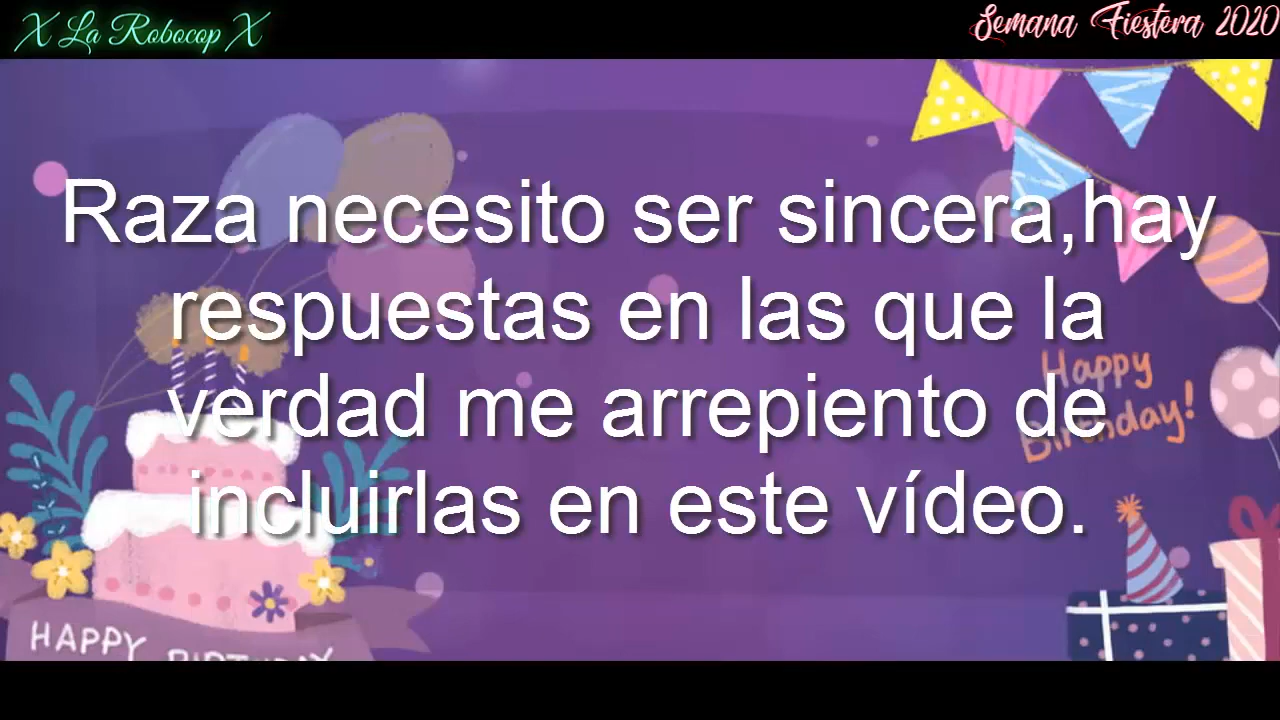 X La Robocop X
Semana Fiestera 2020
Raza necesito ser sincera,hay
respuestas en las que la
verdad me arrepiento de
incluirlas en este vídeo.
Happy
Birthday!
HAPPY BIRTHDAY